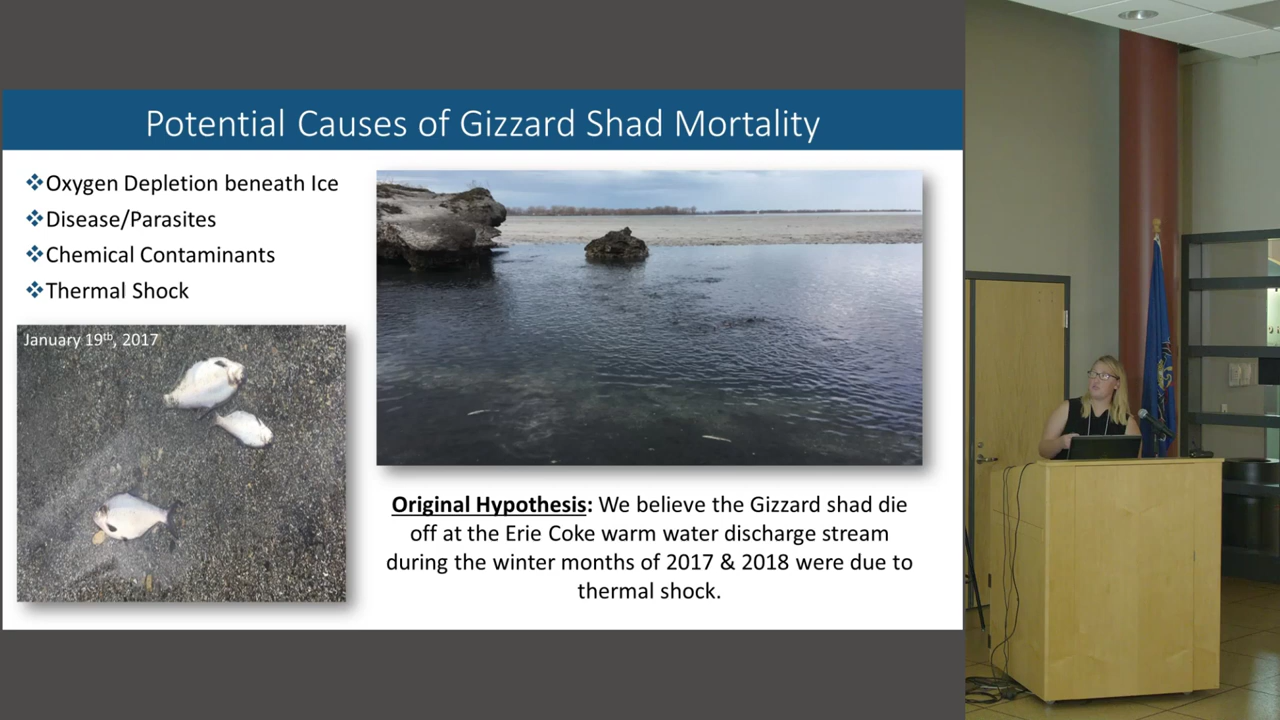 Potential Causes of Gizzard Shad Mortality
❖Oxygen Depletion beneath Ice
❖Disease/Parasites
❖Chemical Contaminants
❖Thermal Shock
January 19th, 2017
Original Hypothesis: We believe the Gizzard shad die
off at the Erie Coke warm water discharge stream
during the winter months of 2017 & 2018 were due to
thermal shock.